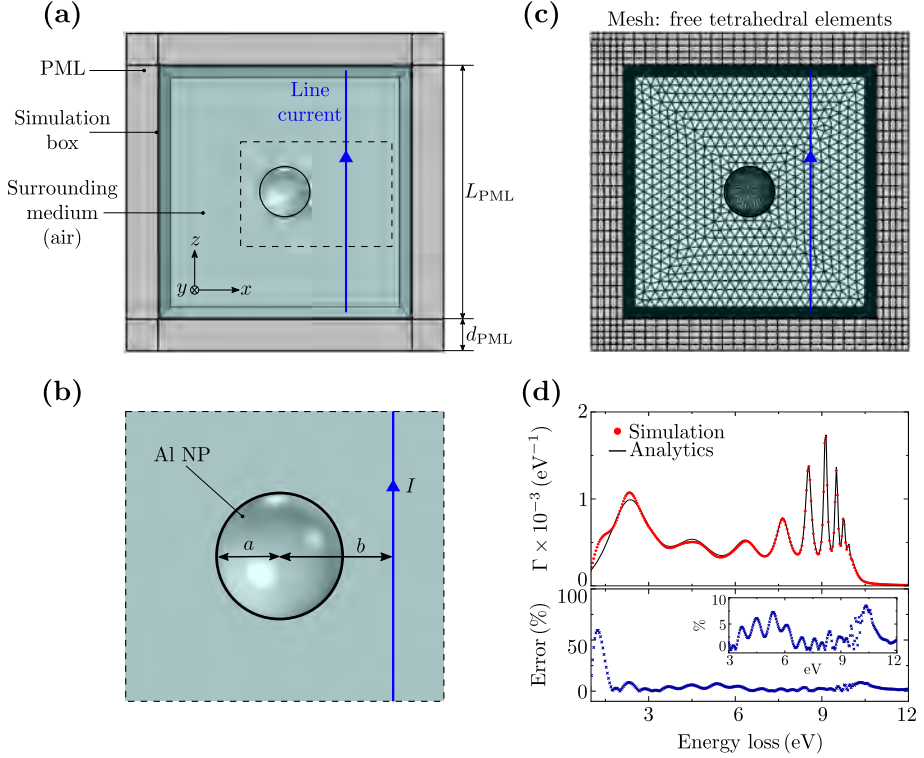 (a)
PML
Simulation
box
Surrounding
medium
(air)
Line
current
z
y
x
L_PML
d_PML
(c)
Mesh: free tetrahedral elements
(b)
Al NP
a
b
I
(d)
Γ × 10⁻³ (eV⁻¹)
2
1
0
Simulation
Analytics
Error (%)
100
50
0
%
10
5
0
3 6 9 12
eV
3 6 9 12
Energy loss (eV)